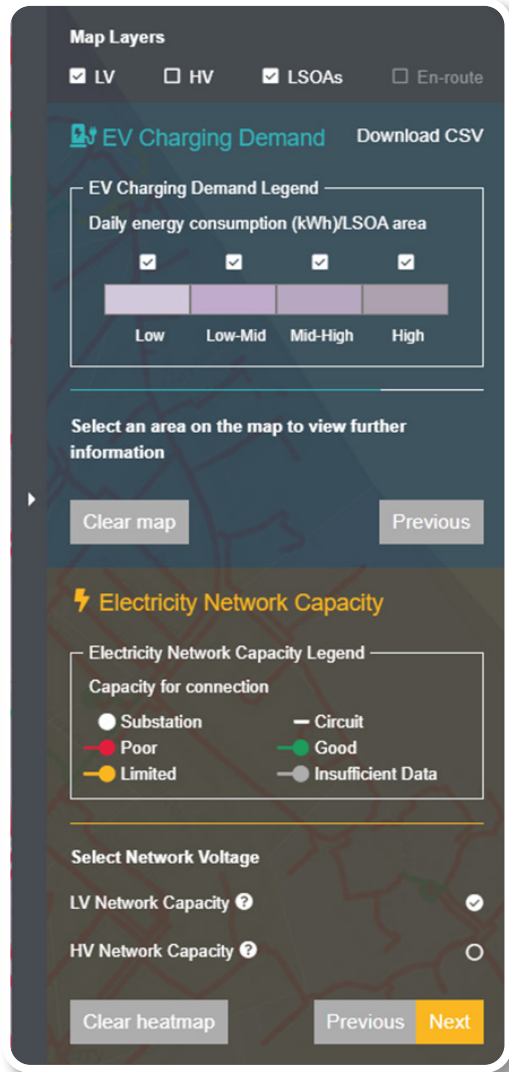 Map Layers
LV HV LSOAs En-route
EV Charging Demand Download CSV
EV Charging Demand Legend
Daily energy consumption (kWh)/LSOA area
Low Low-Mid Mid-High High
Select an area on the map to view further
information
Clear map Previous
Electricity Network Capacity
Electricity Network Capacity Legend
Capacity for connection
Substation Circuit
Poor Good
Limited Insufficient Data
Select Network Voltage
LV Network Capacity ?
HV Network Capacity ?
Clear heatmap Previous Next